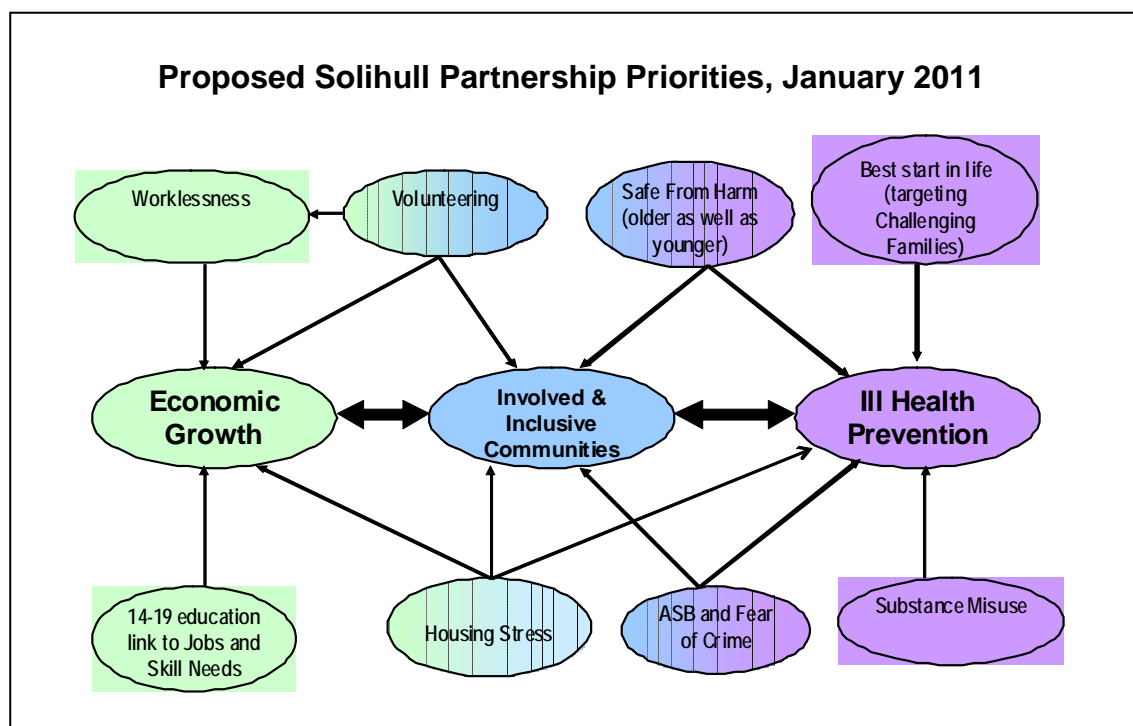 Proposed Solihull Partnership Priorities, January 2011
Worklessness
Volunteering
Safe From Harm
(older as well as
younger)
Best start in life
(targeting
Challenging
Families)
Economic
Growth
Involved &
Inclusive
Communities
Ill Health
Prevention
14-19 education
link to Jobs and
Skill Needs
Housing Stress
ASB and Fear
of Crime
Substance Misuse